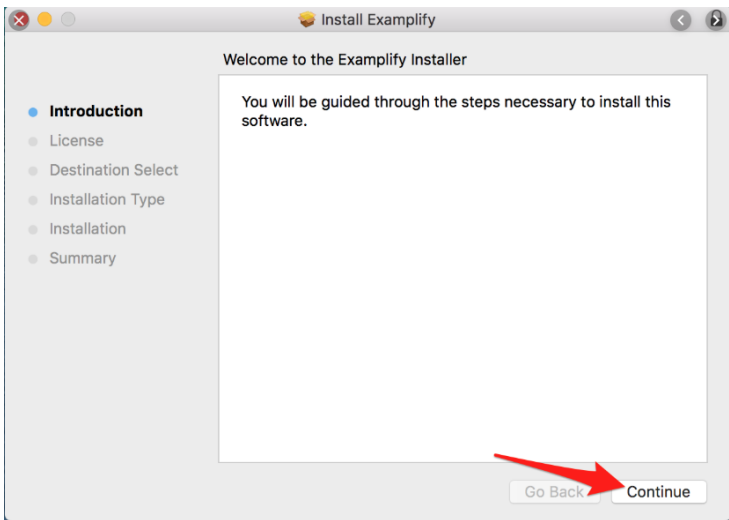 Install Examplify
Welcome to the Examplify Installer
Introduction
License
Destination Select
Installation Type
Installation
Summary
You will be guided through the steps necessary to install this
software.
Go Back
Continue